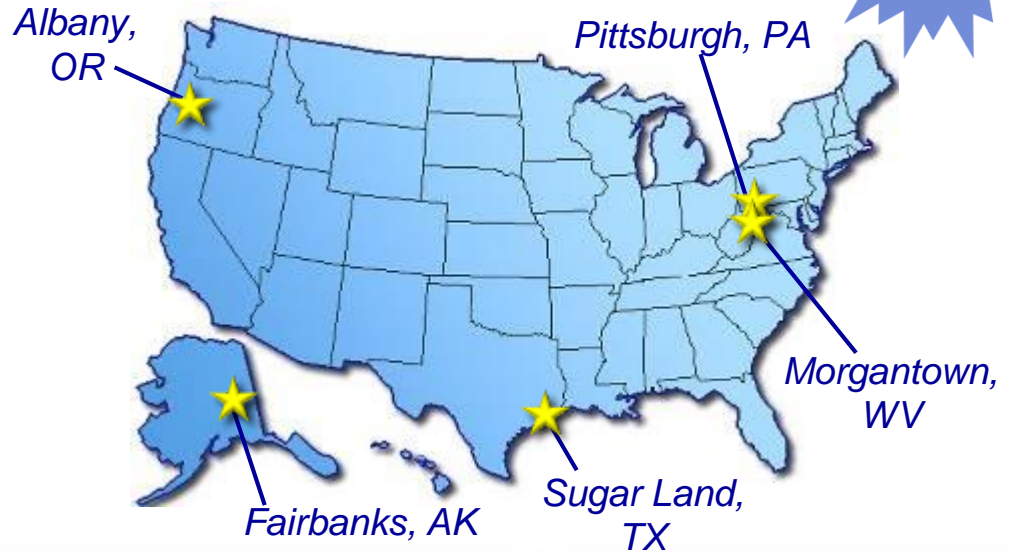 Albany,
OR
Pittsburgh, PA
Morgantown,
WV
Sugar Land,
TX
Fairbanks, AK